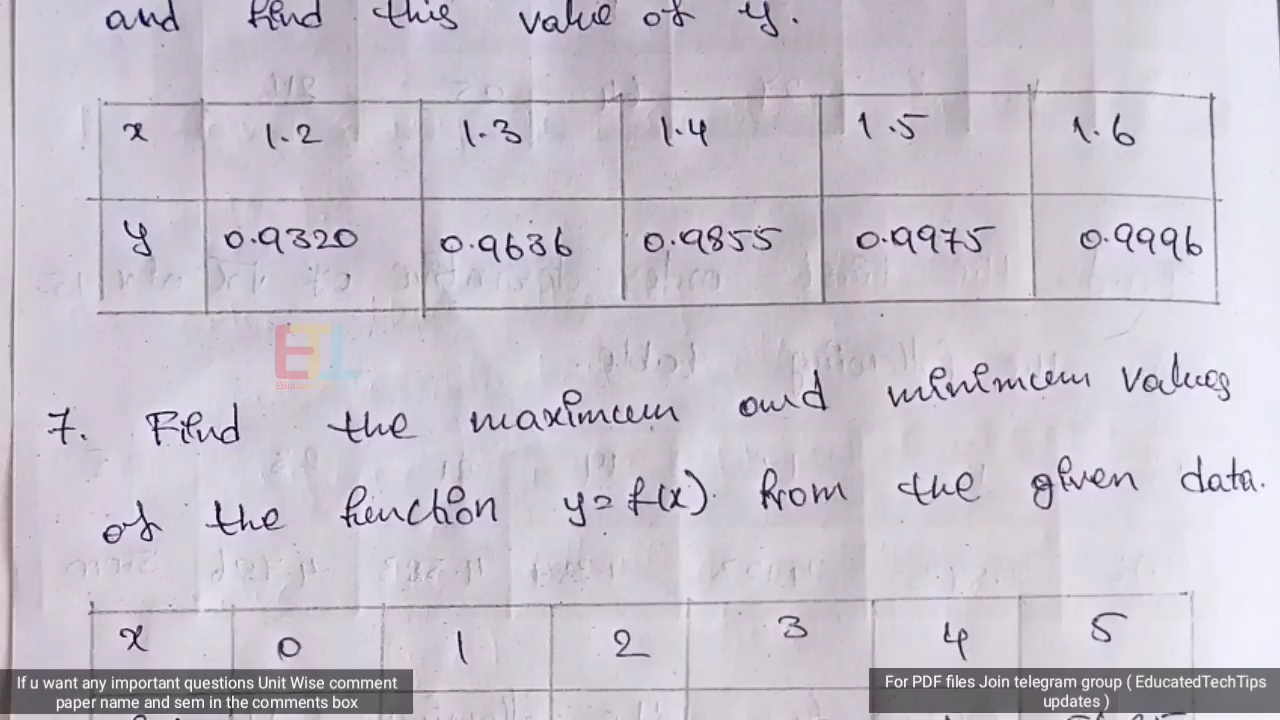 and find this value of y.
x 1.2 1.3 1.4 1.5 1.6
y 0.9320 0.9636 0.9855 0.9975 0.9996
7. Find the maximum and minimum values
of the function y=f(x). from the given data.
x 0 1 2 3 4 5
If u want any important questions Unit Wise comment
paper name and sem in the comments box
For PDF files Join telegram group ( EducatedTechTips
updates )